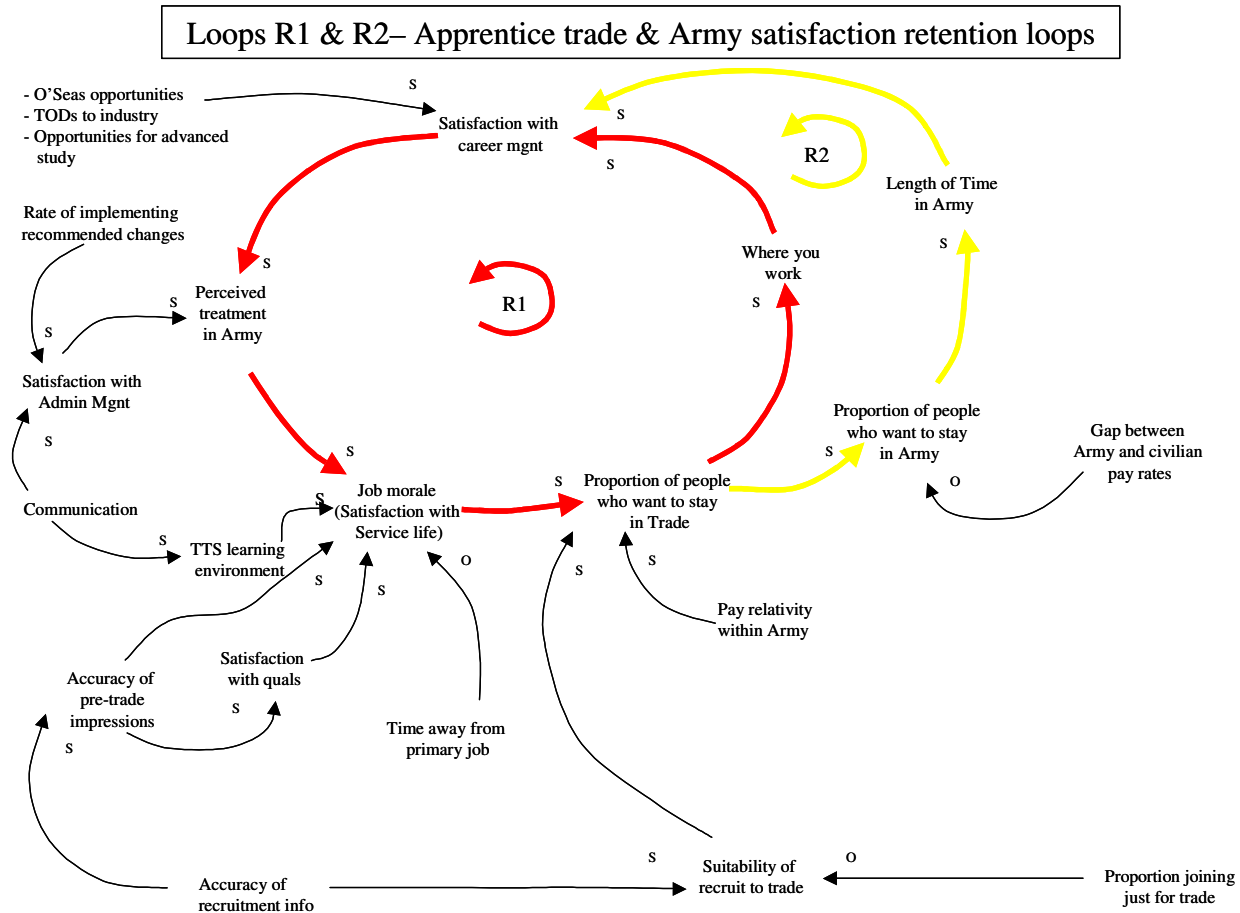 Loops R1 & R2– Apprentice trade & Army satisfaction retention loops
- O’Seas opportunities
- TODs to industry
- Opportunities for advanced
study
s
Satisfaction with
career mgnt
s
s
R2
Length of Time
in Army
s
Rate of implementing
recommended changes
s
Where you
work
s
s
Perceived
treatment
in Army
s
R1
s
Satisfaction with
Admin Mgnt
s
Proportion of people
who want to stay
in Army
s
Gap between
Army and civilian
pay rates
o
s
Communication
s
s
Job morale
(Satisfaction with
Service life)
s
Proportion of people
who want to stay
in Trade
TTS learning
environment
s
s
o
s
s
Pay relativity
within Army
Accuracy of
pre-trade
impressions
s
Satisfaction
with quals
s
Time away from
primary job
Accuracy of
recruitment info
s
Suitability of
recruit to trade
o
Proportion joining
just for trade